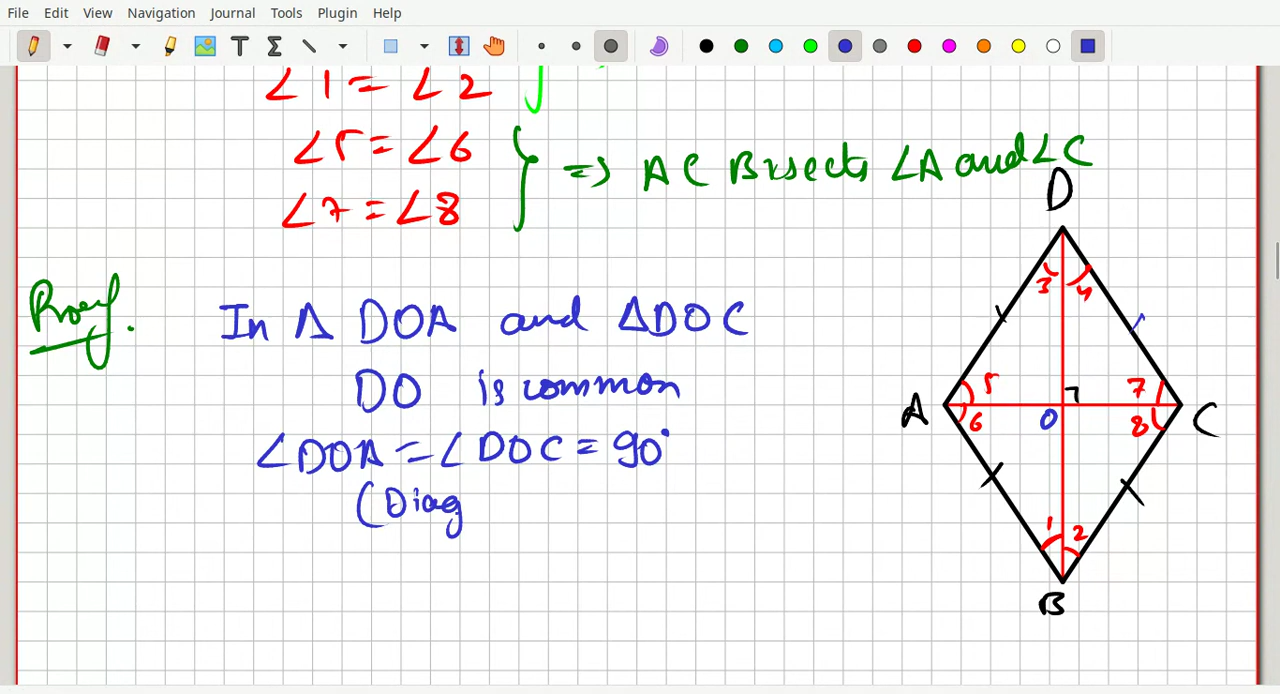 File Edit View Navigation Journal Tools Plugin Help
∠1 = ∠2
∠5 = ∠6
∠7 = ∠8
=> AC Bisects ∠A and ∠C
Proof.
In Δ DOA and ΔDOC
DO is common
∠DOA = ∠DOC = 90°
(Diag
D
3 4
A 5 7 C
6 O 8
1 2
B